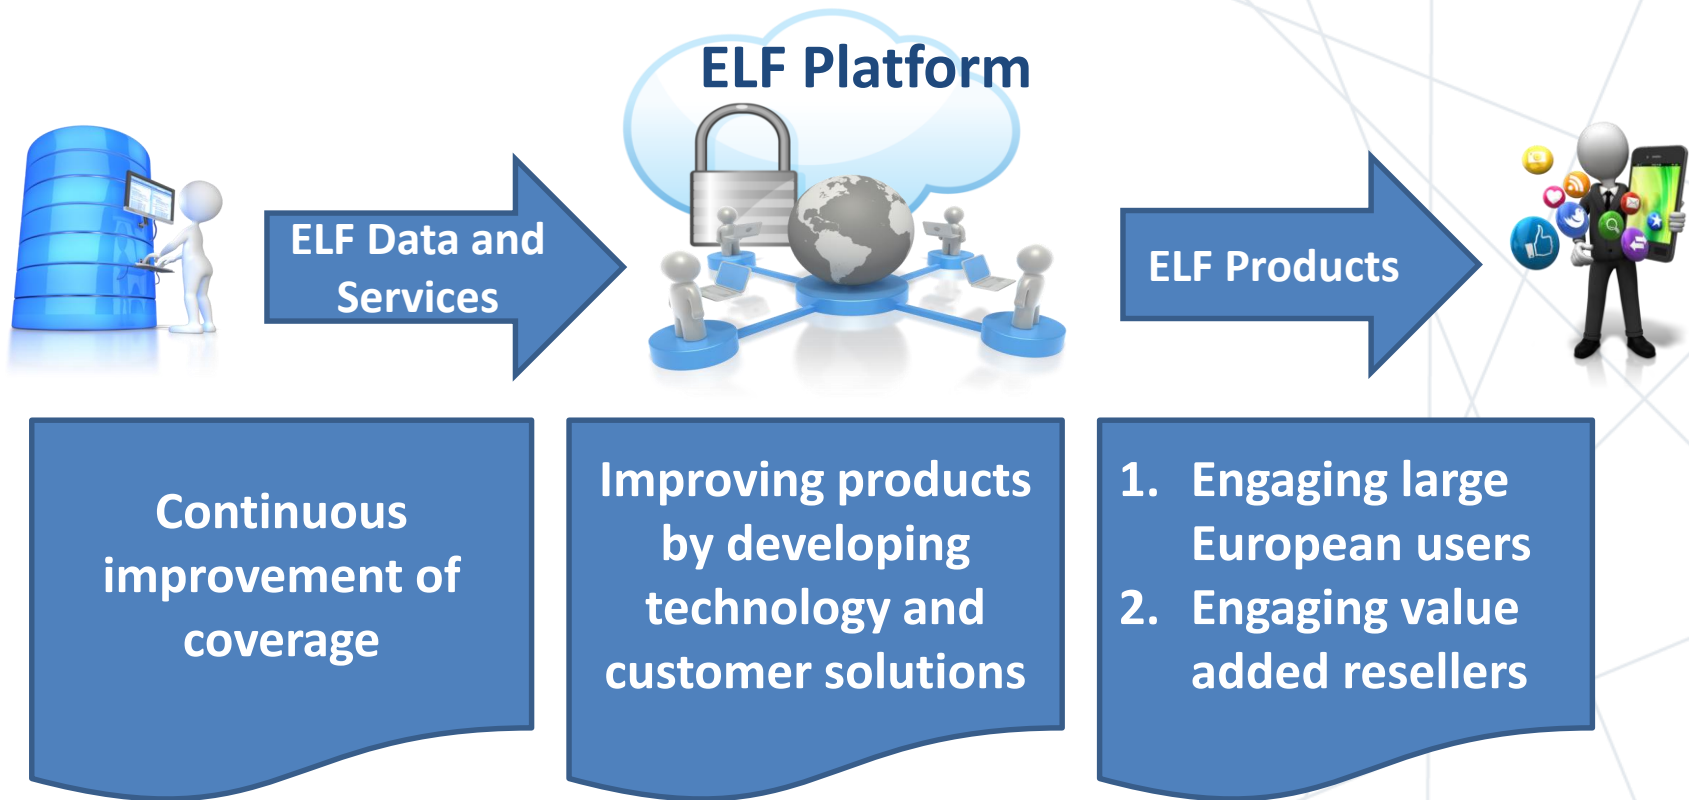 ELF Platform
ELF Data and
Services
ELF Products
Continuous
improvement of
coverage
Improving products
by developing
technology and
customer solutions
1. Engaging large
European users
2. Engaging value
added resellers